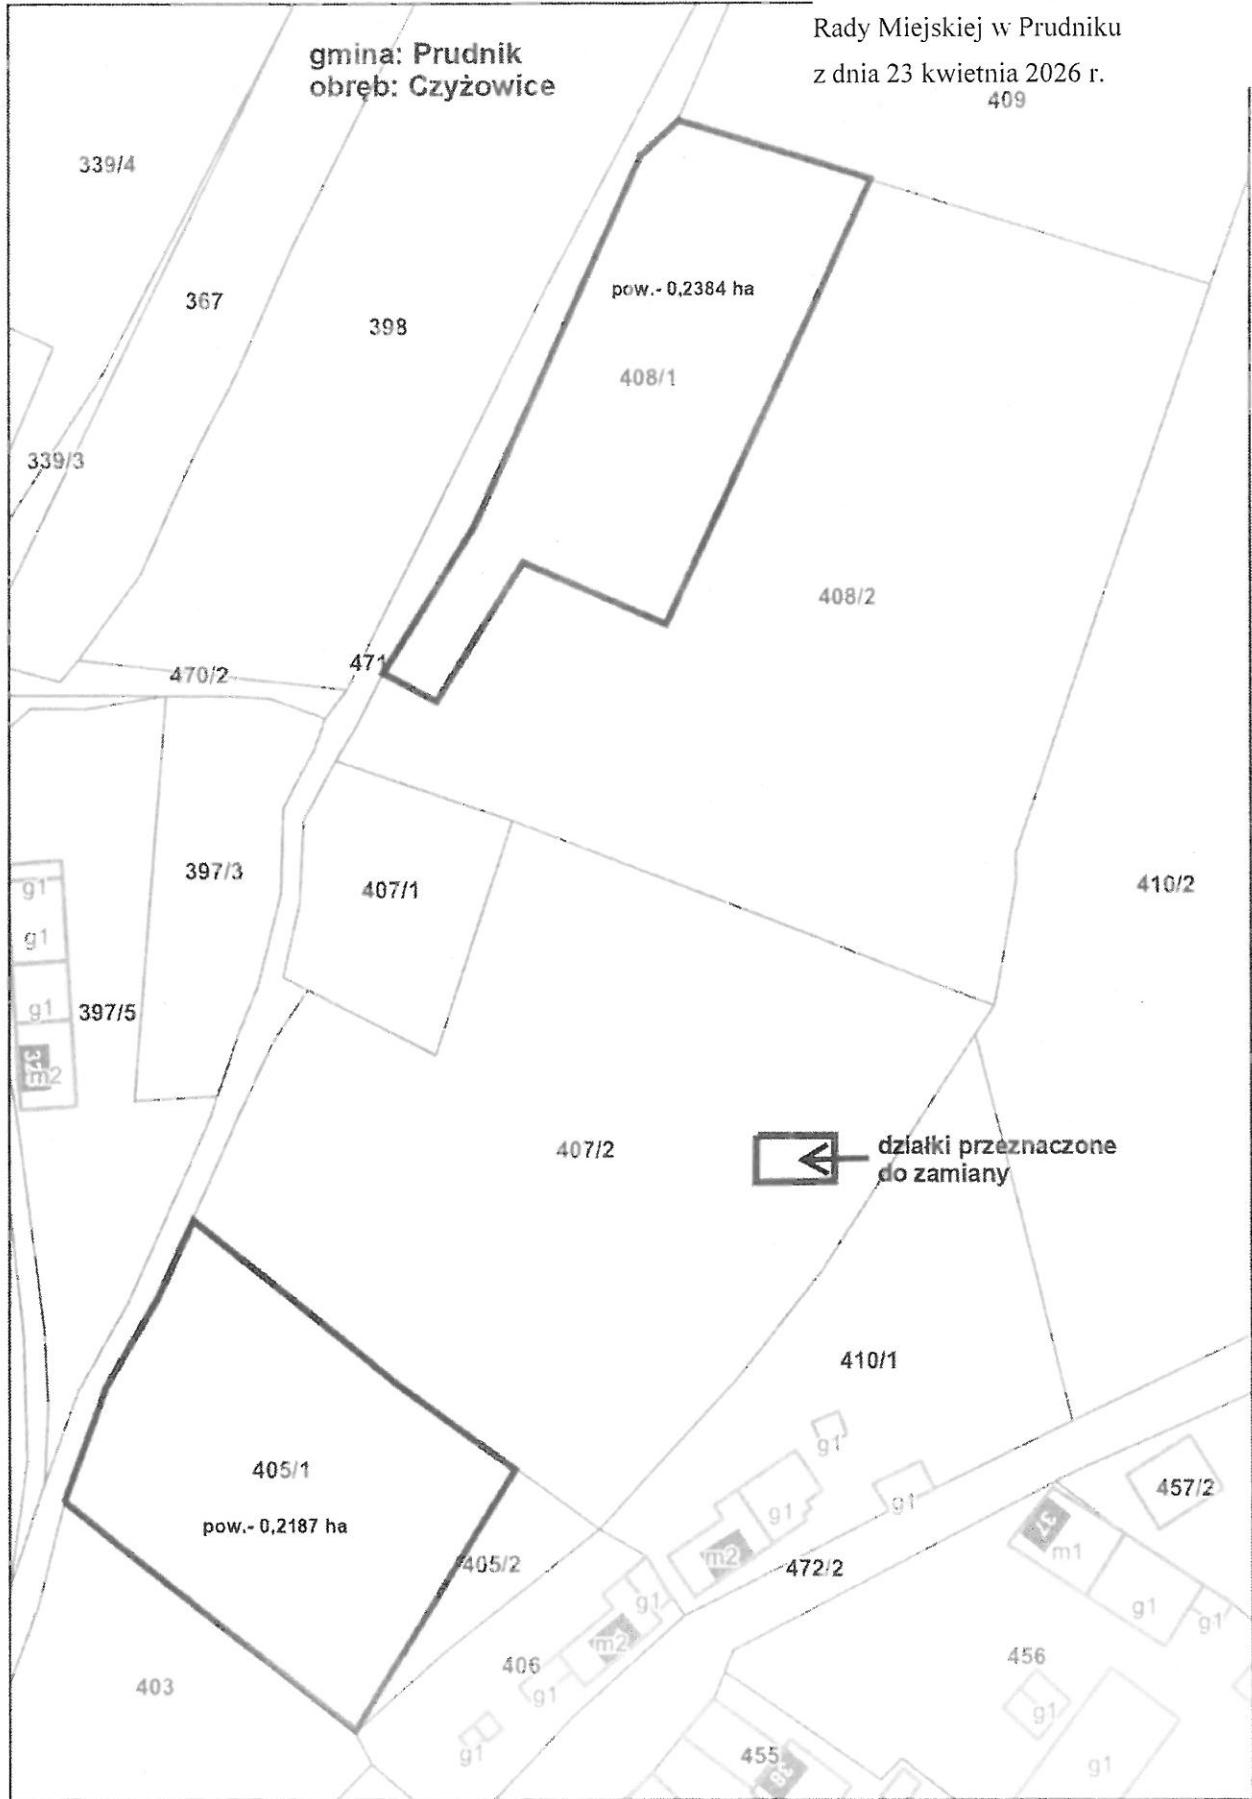 Rady Miejskiej w Prudniku
z dnia 23 kwietnia 2026 r.
gmina: Prudnik
obręb: Czyżowice
409
339/4
pow.- 0,2384 ha
367
398
408/1
339/3
408/2
471
470/2
397/3
407/1
410/2
g1
g1
g1
397/5
m2
407/2
działki przeznaczone
do zamiany
410/1
g1
405/1
457/2
g1
g1
pow.- 0,2187 ha
37
m2
m1
405/2
472/2
g1
g1
g1
m2
406
456
403
g1
g1
g1
455
38
g1